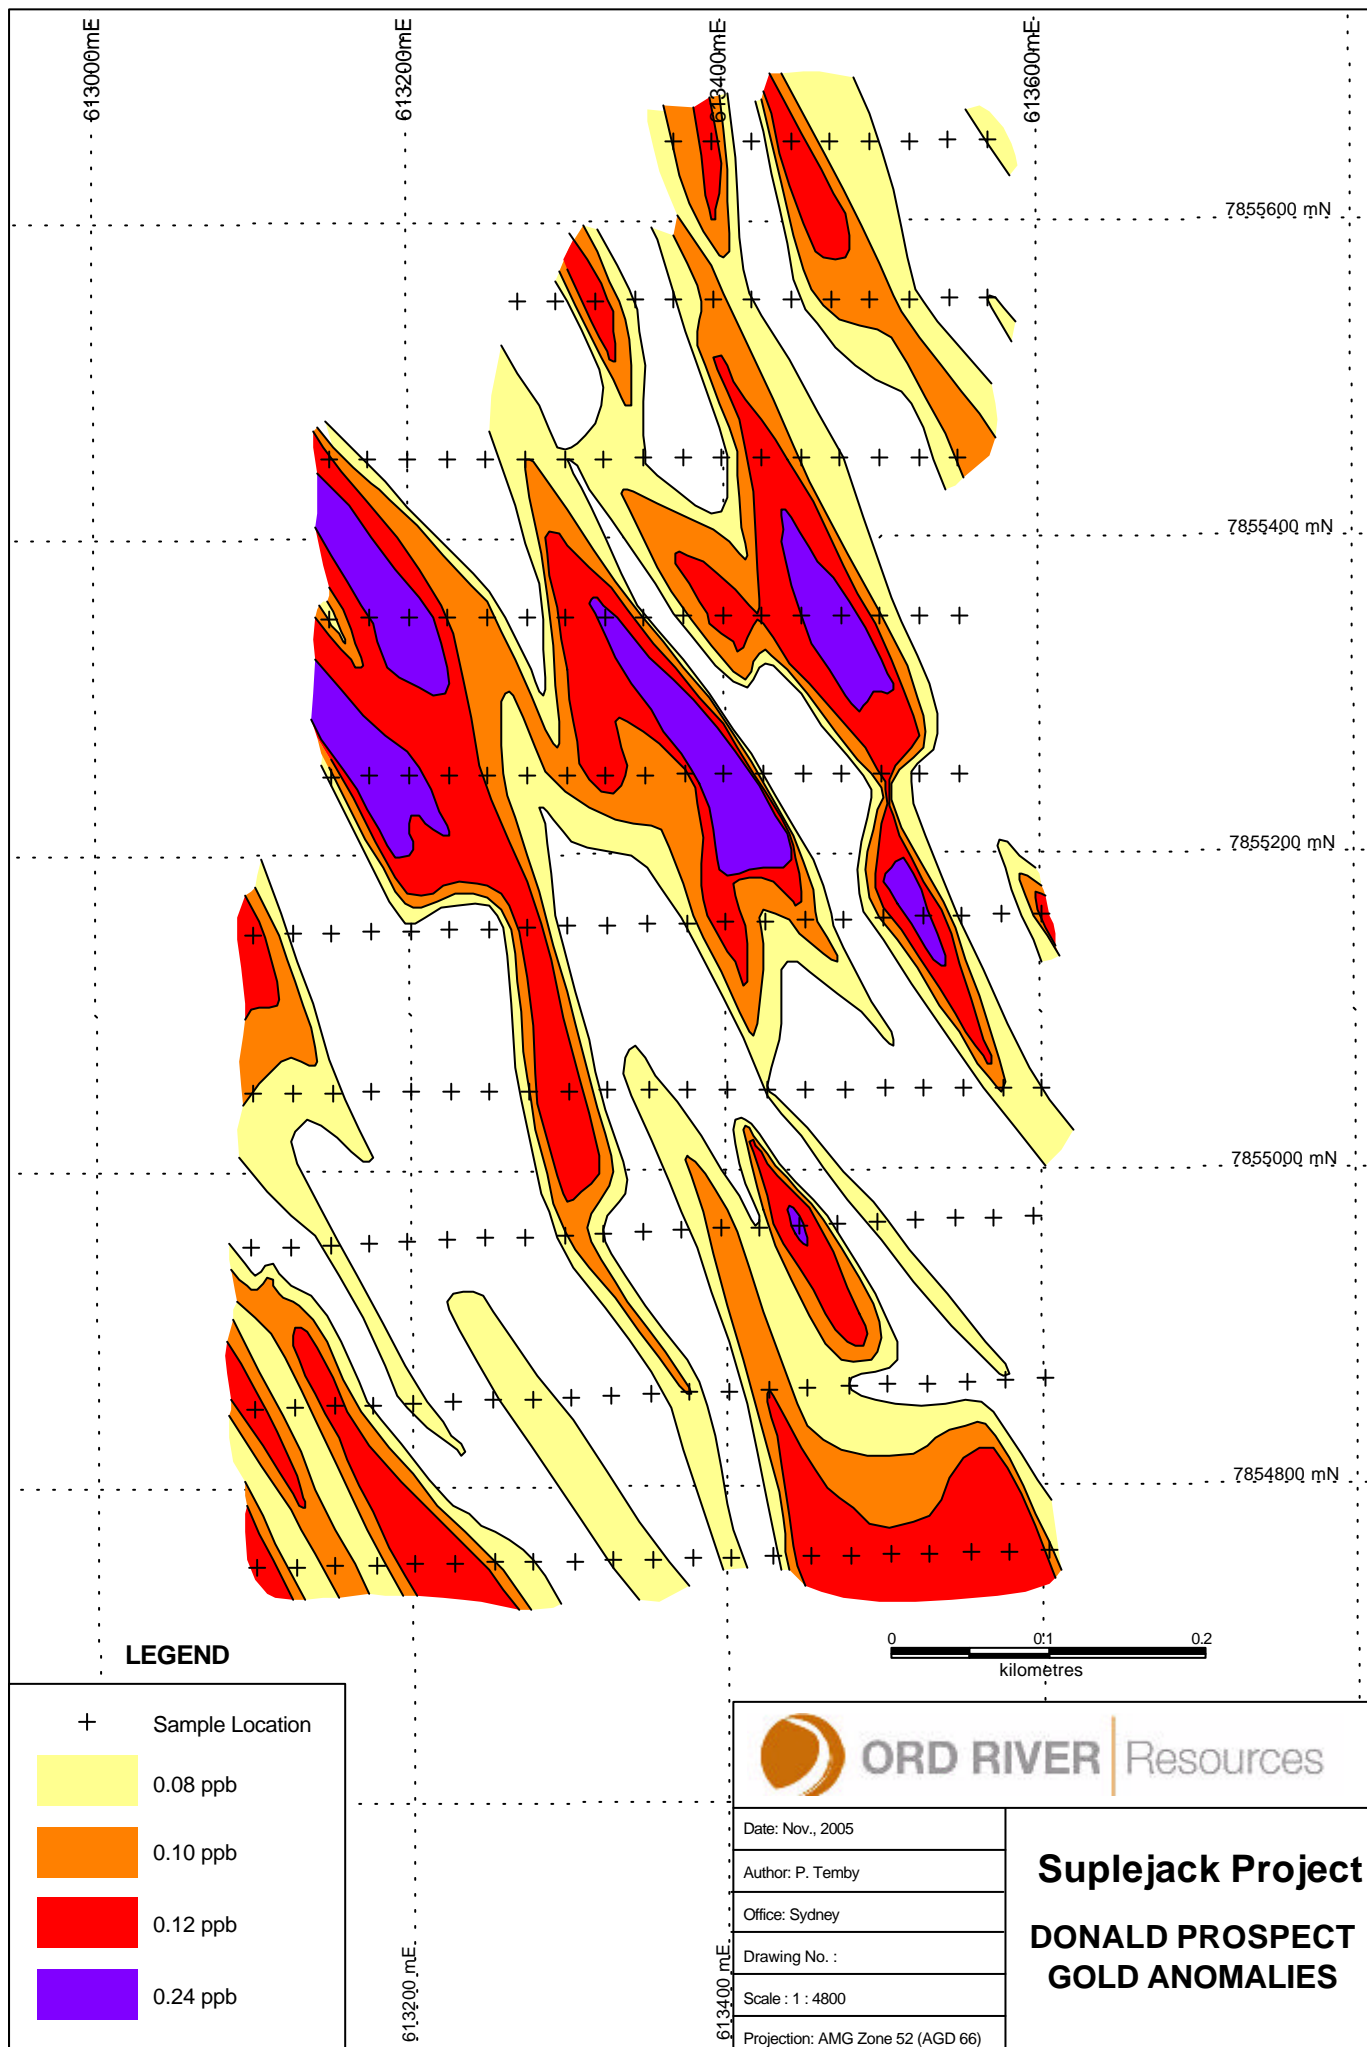 613000mE
613200mE
613400mE
613600mE
7855600 mN
7855400 mN
7855200 mN
7855000 mN
7854800 mN
0 0.1 0.2
kilometres
LEGEND
Sample Location
0.08 ppb
0.10 ppb
0.12 ppb
0.24 ppb
613200 mE
613400 mE
ORD RIVER Resources
Date: Nov., 2005
Author: P. Temby
Office: Sydney
Drawing No. :
Scale : 1 : 4800
Projection: AMG Zone 52 (AGD 66)
Suplejack Project
DONALD PROSPECT
GOLD ANOMALIES